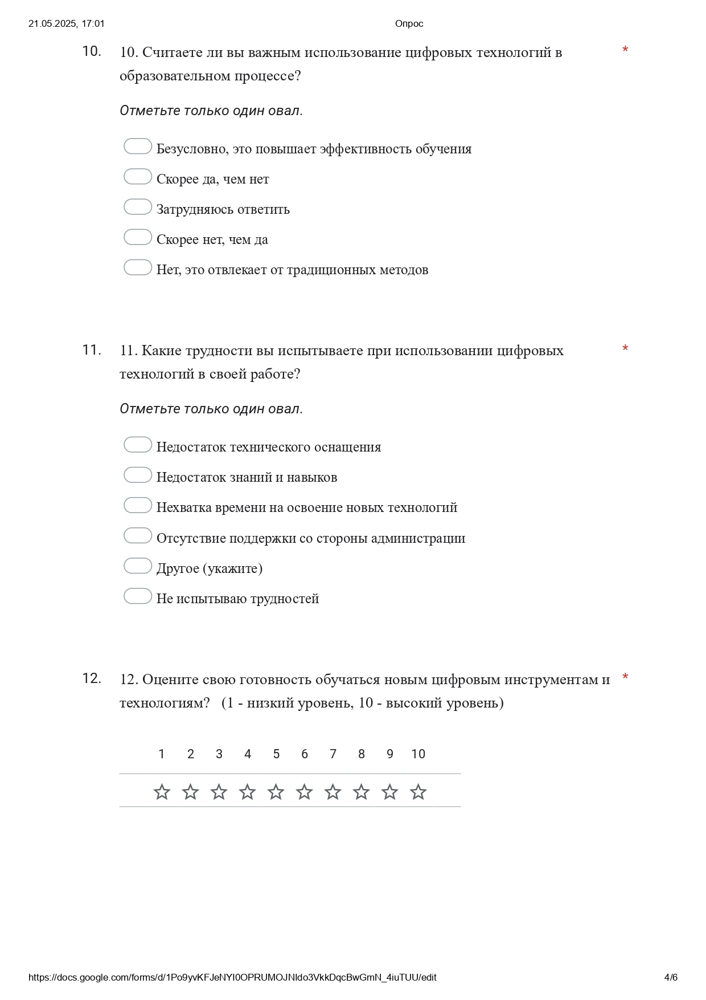 21.05.2025, 17:01 Опрос
10. 10. Считаете ли вы важным использование цифровых технологий в *
образовательном процессе?
Отметьте только один овал.
Безусловно, это повышает эффективность обучения
Скорее да, чем нет
Затрудняюсь ответить
Скорее нет, чем да
Нет, это отвлекает от традиционных методов
11. 11. Какие трудности вы испытываете при использовании цифровых *
технологий в своей работе?
Отметьте только один овал.
Недостаток технического оснащения
Недостаток знаний и навыков
Нехватка времени на освоение новых технологий
Отсутствие поддержки со стороны администрации
Другое (укажите)
Не испытываю трудностей
12. 12. Оцените свою готовность обучаться новым цифровым инструментам и *
технологиям? (1 - низкий уровень, 10 - высокий уровень)
1 2 3 4 5 6 7 8 9 10
https://docs.google.com/forms/d/1Po9yvKFJeNYI0OPRUMOJNIdo3VkkDqcBwGmN_4iuTUU/edit 4/6